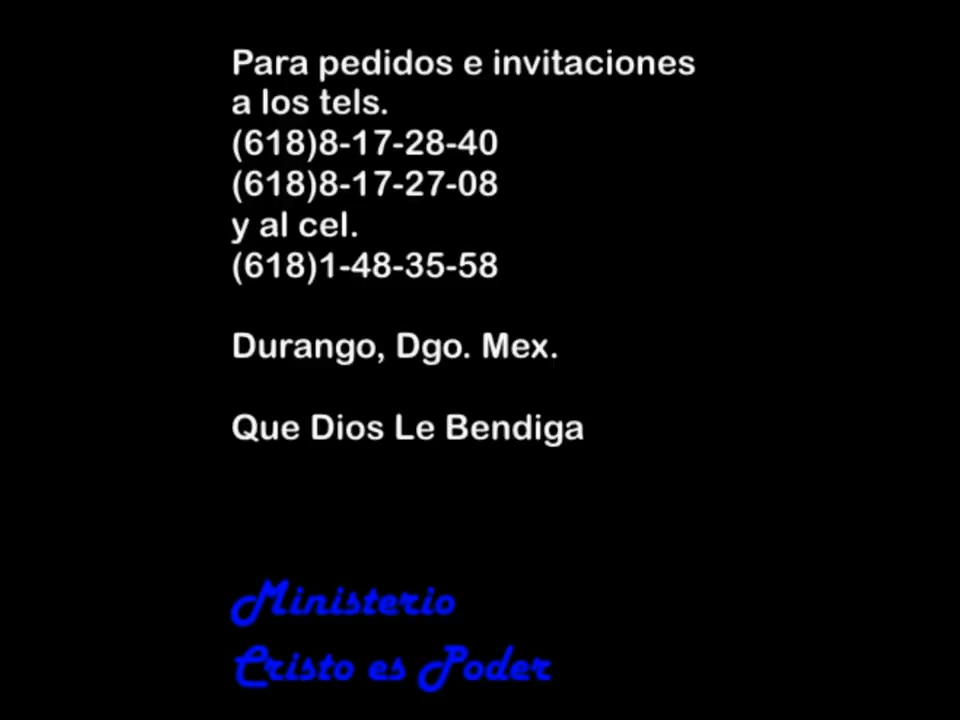 Para pedidos e invitaciones
a los tels.
(618)8-17-28-40
(618)8-17-27-08
y al cel.
(618)1-48-35-58
Durango, Dgo. Mex.
Que Dios Le Bendiga
Ministerio
Cristo es Poder